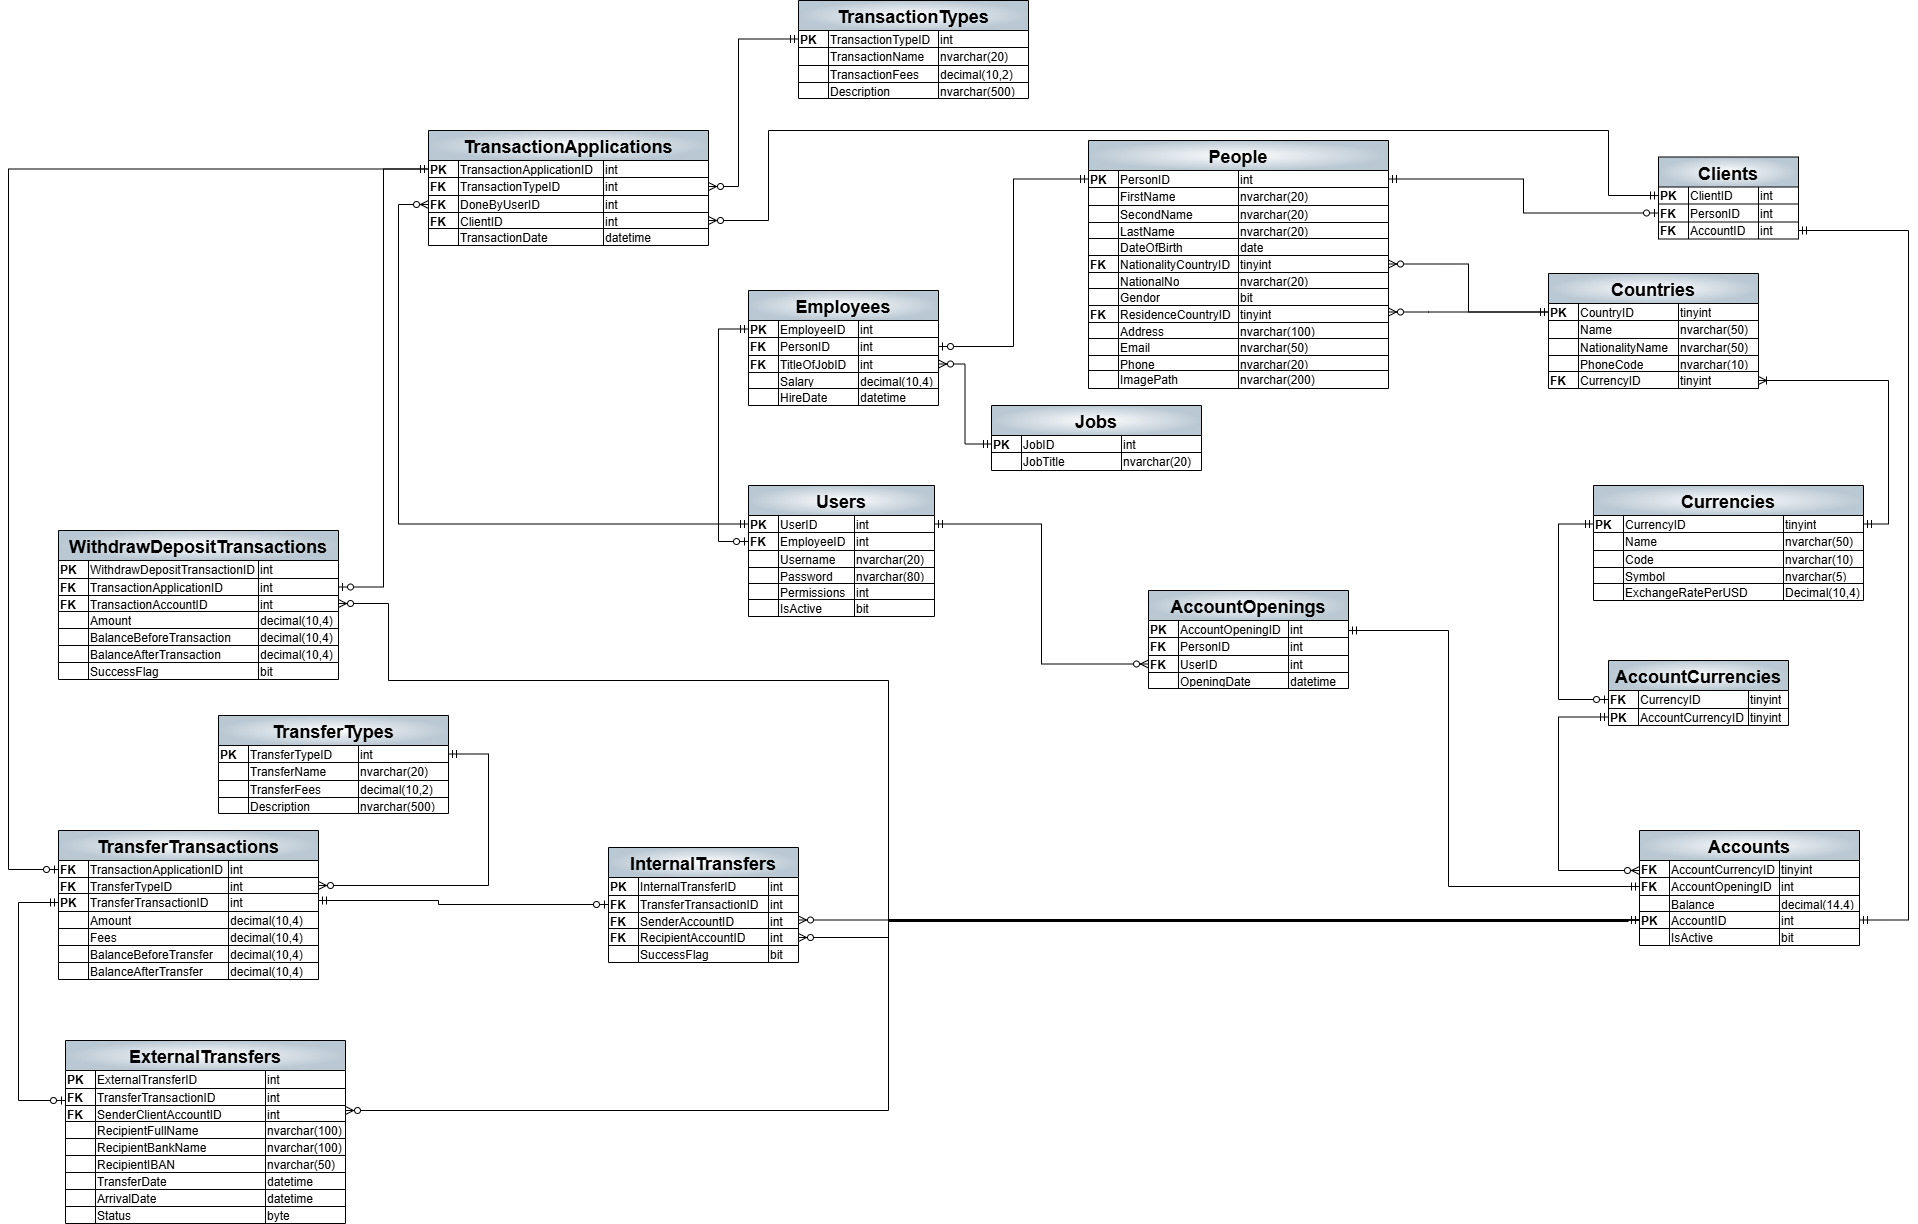 TransactionTypes
PK TransactionTypeID int
TransactionName nvarchar(20)
TransactionFees decimal(10,2)
Description nvarchar(500)
TransactionApplications
PK TransactionApplicationID int
FK TransactionTypeID int
FK DoneByUserID int
FK ClientID int
TransactionDate datetime
People
PK PersonID int
FirstName nvarchar(20)
SecondName nvarchar(20)
LastName nvarchar(20)
DateOfBirth date
FK NationalityCountryID tinyint
NationalNo nvarchar(20)
Gendor bit
FK ResidenceCountryID tinyint
Address nvarchar(100)
Email nvarchar(50)
Phone nvarchar(20)
ImagePath nvarchar(200)
Clients
PK ClientID int
FK PersonID int
FK AccountID int
Countries
PK CountryID tinyint
Name nvarchar(50)
NationalityName nvarchar(50)
PhoneCode nvarchar(10)
FK CurrencyID tinyint
Employees
PK EmployeeID int
FK PersonID int
FK TitleOfJobID int
Salary decimal(10,4)
HireDate datetime
Jobs
PK JobID int
JobTitle nvarchar(20)
Users
PK UserID int
FK EmployeeID int
Username nvarchar(20)
Password nvarchar(80)
Permissions int
IsActive bit
Currencies
PK CurrencyID tinyint
Name nvarchar(50)
Code nvarchar(10)
Symbol nvarchar(5)
ExchangeRatePerUSD Decimal(10,4)
WithdrawDepositTransactions
PK WithdrawDepositTransactionID int
FK TransactionApplicationID int
FK TransactionAccountID int
Amount decimal(10,4)
BalanceBeforeTransaction decimal(10,4)
BalanceAfterTransaction decimal(10,4)
SuccessFlag bit
AccountOpenings
PK AccountOpeningID int
FK PersonID int
FK UserID int
OpeningDate datetime
AccountCurrencies
FK CurrencyID tinyint
PK AccountCurrencyID tinyint
TransferTypes
PK TransferTypeID int
TransferName nvarchar(20)
TransferFees decimal(10,2)
Description nvarchar(500)
TransferTransactions
FK TransactionApplicationID int
FK TransferTypeID int
PK TransferTransactionID int
Amount decimal(10,4)
Fees decimal(10,4)
BalanceBeforeTransfer decimal(10,4)
BalanceAfterTransfer decimal(10,4)
InternalTransfers
PK InternalTransferID int
FK TransferTransactionID int
FK SenderAccountID int
FK RecipientAccountID int
SuccessFlag bit
Accounts
FK AccountCurrencyID tinyint
FK AccountOpeningID int
Balance decimal(14,4)
PK AccountID int
IsActive bit
ExternalTransfers
PK ExternalTransferID int
FK TransferTransactionID int
FK SenderClientAccountID int
RecipientFullName nvarchar(100)
RecipientBankName nvarchar(100)
RecipientIBAN nvarchar(50)
TransferDate datetime
ArrivalDate datetime
Status byte